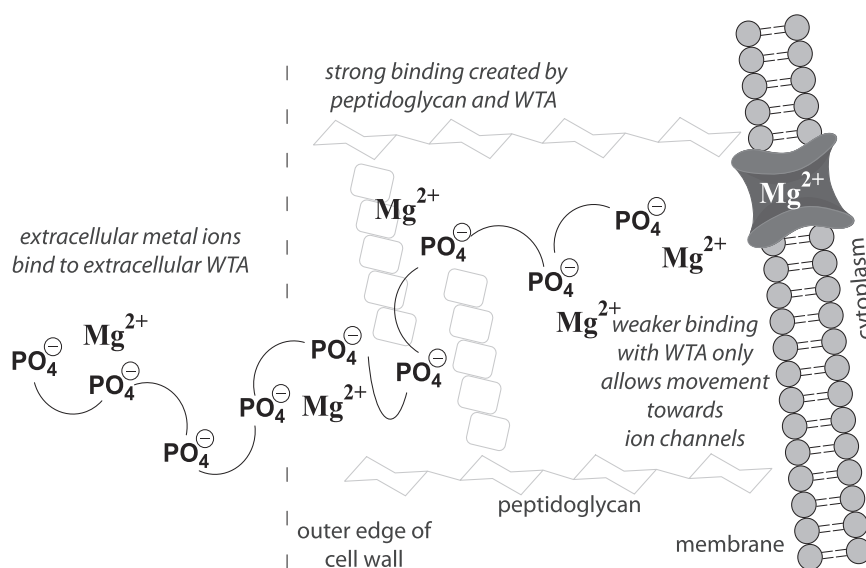 strong binding created by
peptidoglycan and WTA
Mg2+
Mg2+
PO4−
PO4−
extracellular metal ions
bind to extracellular WTA
Mg2+
PO4−
cytoplasm
Mg2+
Mg2+
PO4−
PO4−
PO4−
PO4−
PO4−
Mg2+
PO4−
weaker binding
with WTA only
allows movement
towards
ion channels
peptidoglycan
outer edge of
cell wall
membrane